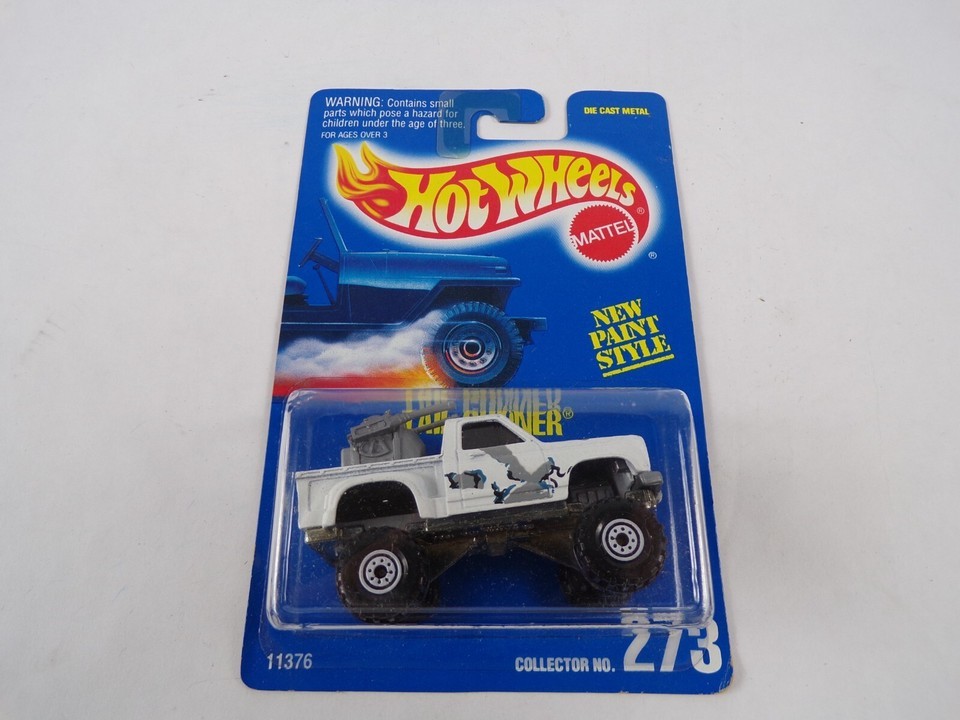 WARNING: Contains small
parts which pose a hazard for
children under the age of three.
FOR AGES OVER 3
DIE CAST METAL
HOT WHEELS®
MATTEL
®
NEW
PAINT
STYLE
GUNNER®
11376
COLLECTOR NO. 273